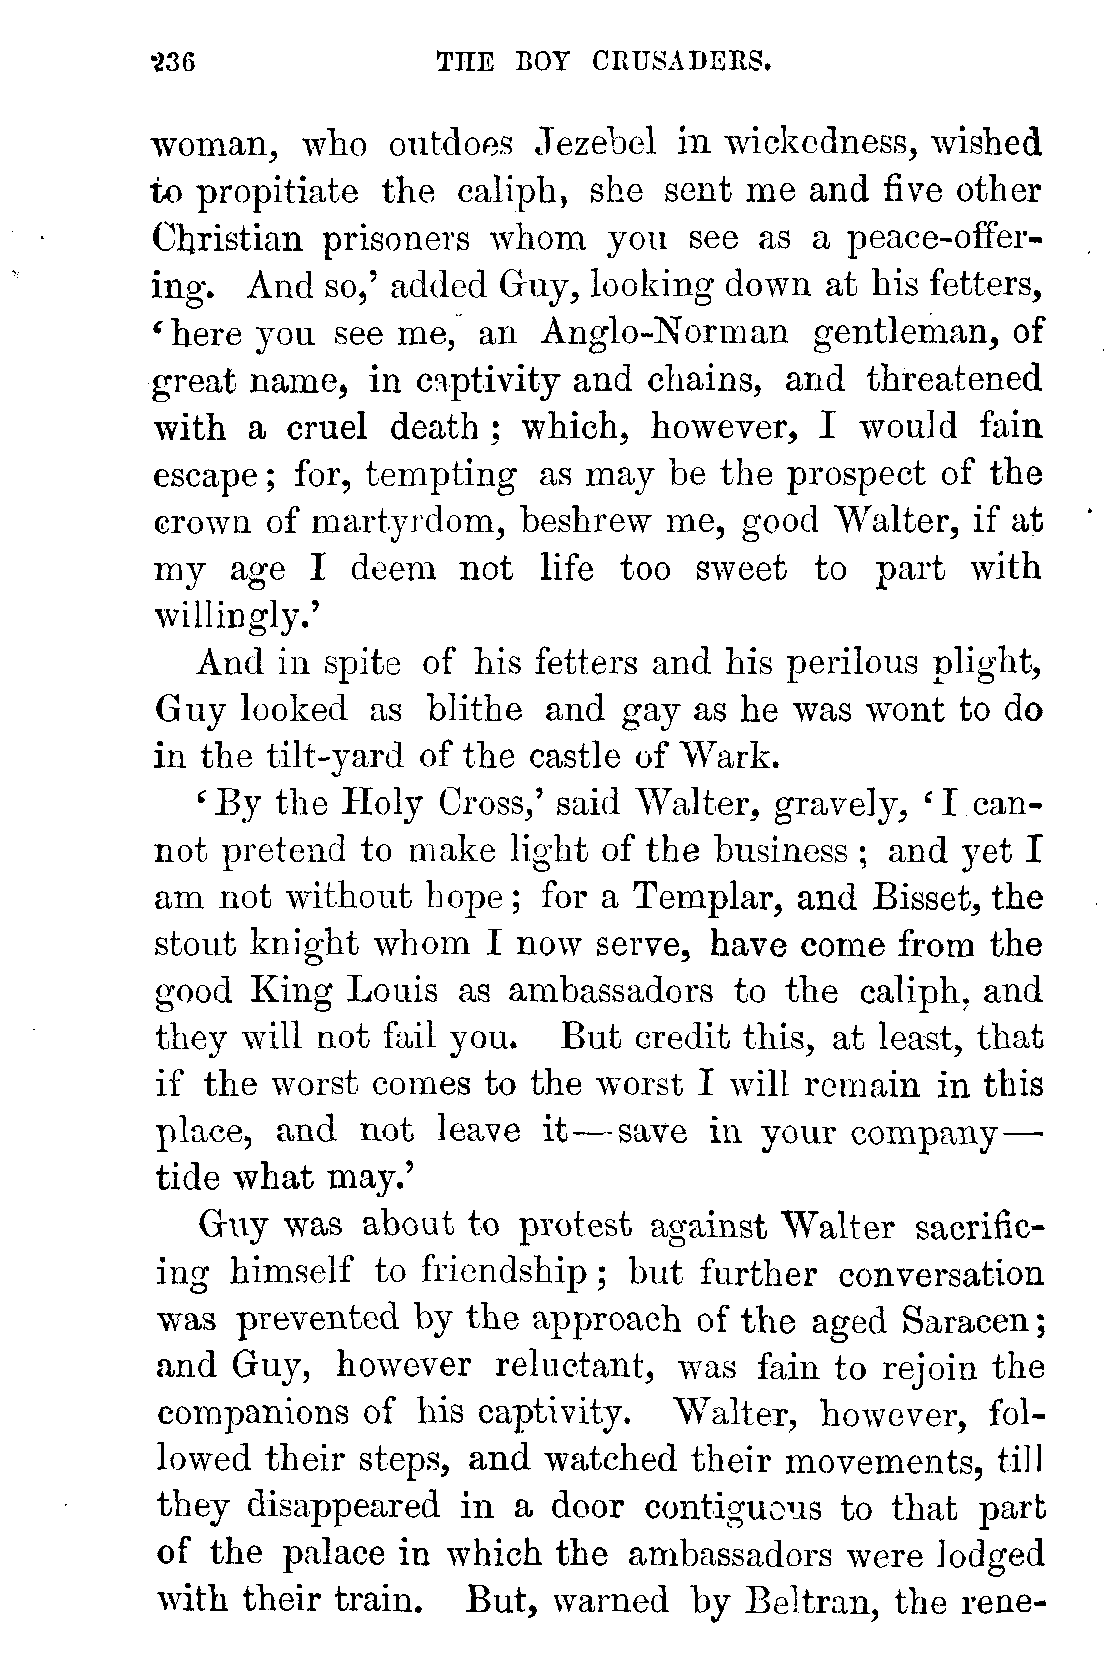 236 THE BOY CRUSADERS.
woman, who outdoes Jezebel in wickedness, wished
to propitiate the caliph, she sent me and five other
Christian prisoners whom you see as a peace-offer-
ing. And so,’ added Guy, looking down at his fetters,
‘here you see me, an Anglo-Norman gentleman, of
great name, in captivity and chains, and threatened
with a cruel death ; which, however, I would fain
escape ; for, tempting as may be the prospect of the
crown of martyrdom, beshrew me, good Walter, if at
my age I deem not life too sweet to part with
willingly.’
And in spite of his fetters and his perilous plight,
Guy looked as blithe and gay as he was wont to do
in the tilt-yard of the castle of Wark.
‘By the Holy Cross,’ said Walter, gravely, ‘I can-
not pretend to make light of the business ; and yet I
am not without hope ; for a Templar, and Bisset, the
stout knight whom I now serve, have come from the
good King Louis as ambassadors to the caliph, and
they will not fail you. But credit this, at least, that
if the worst comes to the worst I will remain in this
place, and not leave it—save in your company—
tide what may.’
Guy was about to protest against Walter sacrific-
ing himself to friendship ; but further conversation
was prevented by the approach of the aged Saracen ;
and Guy, however reluctant, was fain to rejoin the
companions of his captivity. Walter, however, fol-
lowed their steps, and watched their movements, till
they disappeared in a door contiguous to that part
of the palace in which the ambassadors were lodged
with their train. But, warned by Beltran, the rene-